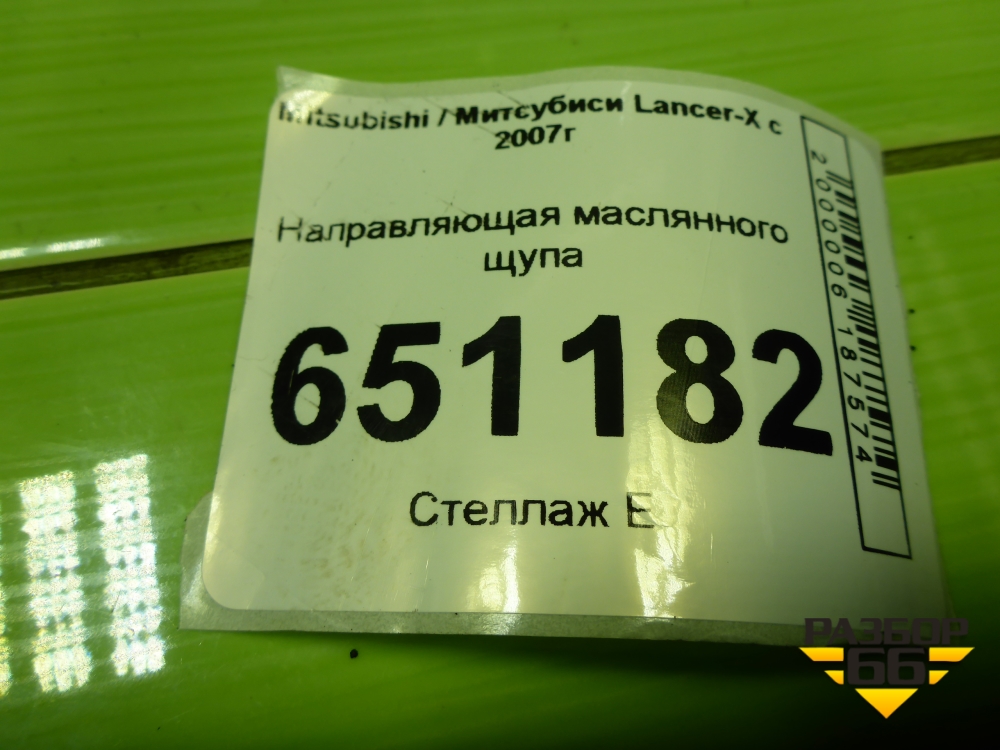 Mitsubishi / Митсубиси Lancer-X с
2007г
Направляющая маслянного
щупа
651182
Стеллаж Е
2000006187574
РАЗБОР
66